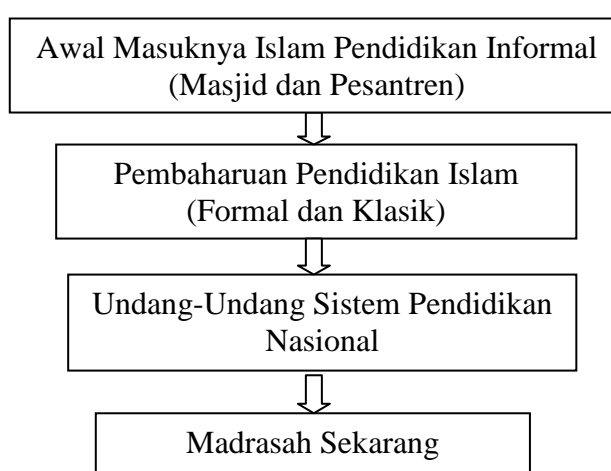 Awal Masuknya Islam Pendidikan Informal
(Masjid dan Pesantren)
Pembaharuan Pendidikan Islam
(Formal dan Klasik)
Undang-Undang Sistem Pendidikan
Nasional
Madrasah Sekarang